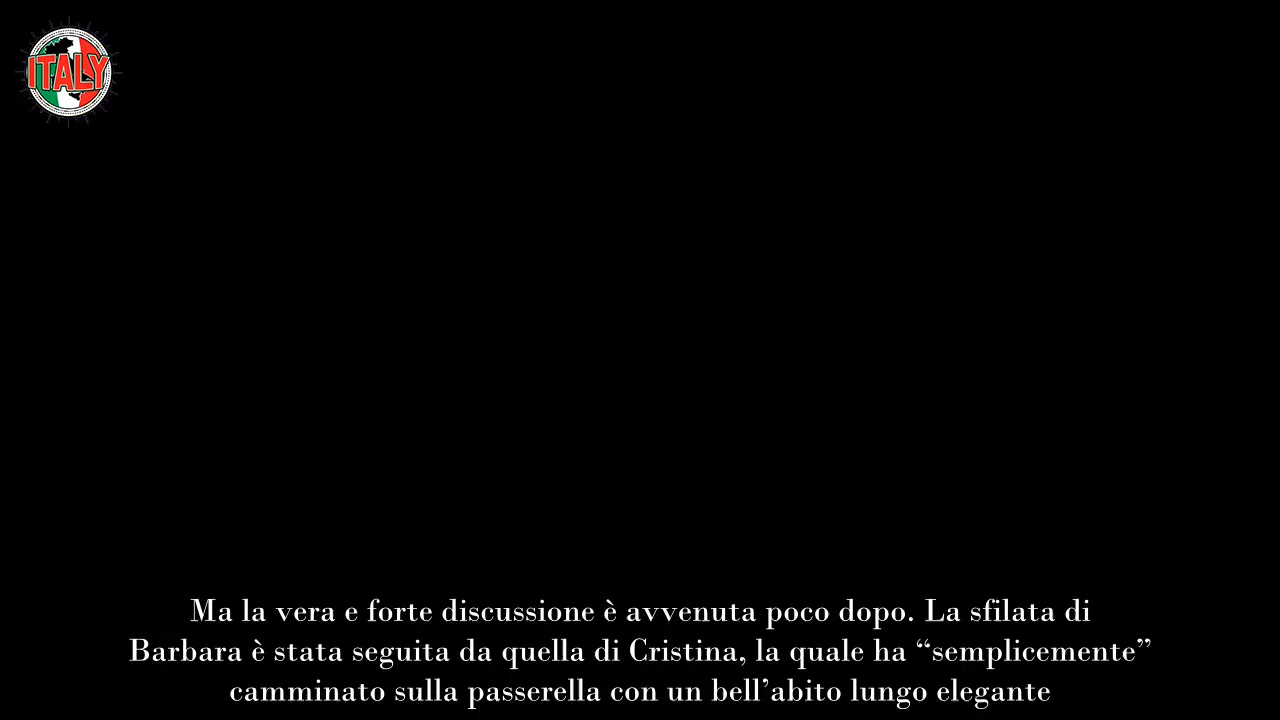 ITALY
Ma la vera e forte discussione è avvenuta poco dopo. La sfilata di
Barbara è stata seguita da quella di Cristina, la quale ha “semplicemente”
camminato sulla passerella con un bell’abito lungo elegante